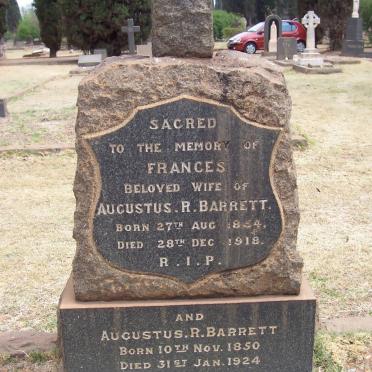 SACRED
TO THE MEMORY OF
FRANCES
BELOVED WIFE OF
AUGUSTUS. R. BARRETT.
BORN 27TH AUG 1854.
DIED 28TH DEC 1918.
R. I. P.
AND
AUGUSTUS. R. BARRETT
BORN 10TH NOV. 1850
DIED 31ST JAN. 1924